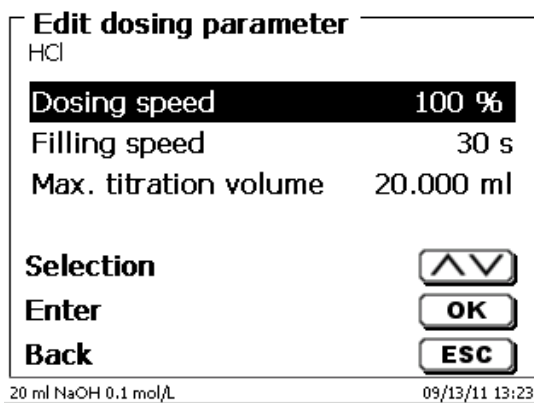 Edit dosing parameter
HCl
Dosing speed 100 %
Filling speed 30 s
Max. titration volume 20.000 ml
Selection
Enter OK
Back ESC
20 ml NaOH 0.1 mol/L 09/13/11 13:23